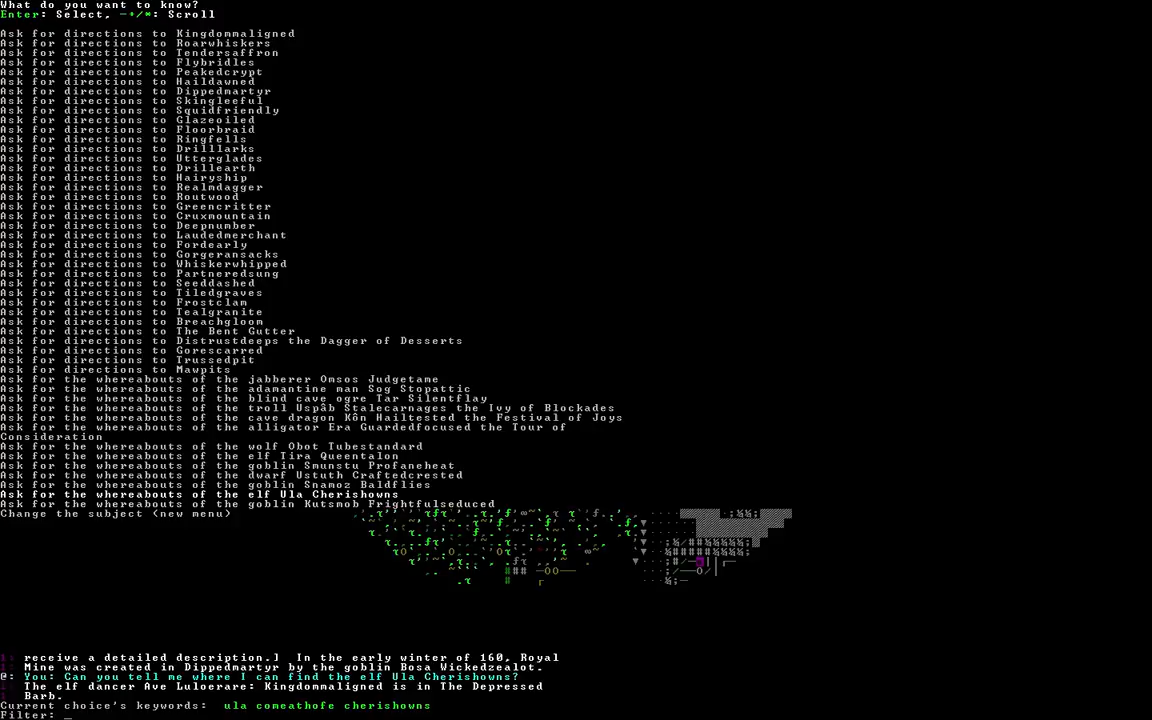 What do you want to know?
Enter: Select, -+/*: Scroll
Ask for directions to Kingdommaligned
Ask for directions to Roarwhiskers
Ask for directions to Tendersaffron
Ask for directions to Flybridles
Ask for directions to Peakedcrypt
Ask for directions to Haildawned
Ask for directions to Dippedmartyr
Ask for directions to Skingleeful
Ask for directions to Squidfriendly
Ask for directions to Glazeoiled
Ask for directions to Floorbraid
Ask for directions to Ringfells
Ask for directions to Drilllarks
Ask for directions to Utterglades
Ask for directions to Drillearth
Ask for directions to Hairyship
Ask for directions to Realmdagger
Ask for directions to Routwood
Ask for directions to Greencritter
Ask for directions to Cruxmountain
Ask for directions to Deepnumber
Ask for directions to Laudedmerchant
Ask for directions to Fordearly
Ask for directions to Gorgeransacks
Ask for directions to Whiskerwhipped
Ask for directions to Partneredsung
Ask for directions to Seeddashed
Ask for directions to Tiledgraves
Ask for directions to Frostclam
Ask for directions to Tealgranite
Ask for directions to Breachgloom
Ask for directions to The Bent Gutter
Ask for directions to Distrustdeeps the Dagger of Desserts
Ask for directions to Gorescarred
Ask for directions to Trussedpit
Ask for directions to Mawpits
Ask for the whereabouts of the jabberer Omsos Judgetame
Ask for the whereabouts of the adamantine man Sog Stopattic
Ask for the whereabouts of the blind cave ogre Tar Silentflay
Ask for the whereabouts of the troll Uspâb Stalecarnages the Ivy of Blockades
Ask for the whereabouts of the cave dragon Kôn Hailtested the Festival of Joys
Ask for the whereabouts of the alligator Era Guardedfocused the Tour of
Consideration
Ask for the whereabouts of the wolf Obot Tubestandard
Ask for the whereabouts of the elf Tira Queentalon
Ask for the whereabouts of the goblin Smunstu Profaneheat
Ask for the whereabouts of the dwarf Ustuth Craftedcrested
Ask for the whereabouts of the goblin Snamoz Baldflies
Ask for the whereabouts of the elf Ula Cherishowns
Ask for the whereabouts of the goblin Kutsmob Frightfulseduced
Change the subject (new menu)
receive a detailed description.] In the early winter of 160, Royal
Mine was created in Dippedmartyr by the goblin Bosa Wickedzealot.
@: You: Can you tell me where I can find the elf Ula Cherishowns?
The elf dancer Ave Luloerare: Kingdommaligned is in The Depressed
Barb.
Current choice's keywords: ula comeathofe cherishowns
Filter: _